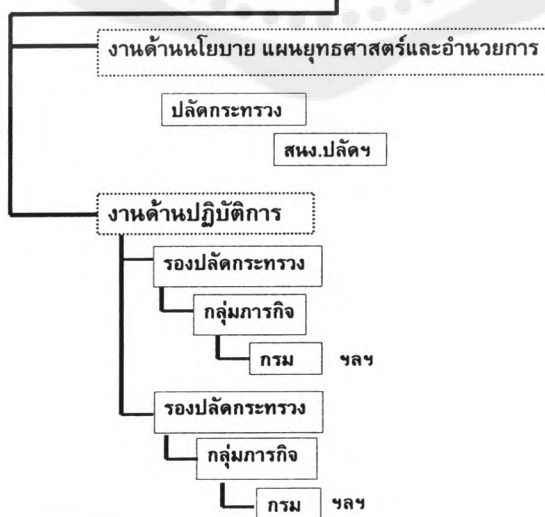 งานด้านนโยบาย แผนยุทธศาสตร์และอำนวยการ
ปลัดกระทรวง
สนง.ปลัดฯ
งานด้านปฏิบัติการ
รองปลัดกระทรวง
กลุ่มภารกิจ
กรม ฯลฯ
รองปลัดกระทรวง
กลุ่มภารกิจ
กรม ฯลฯ